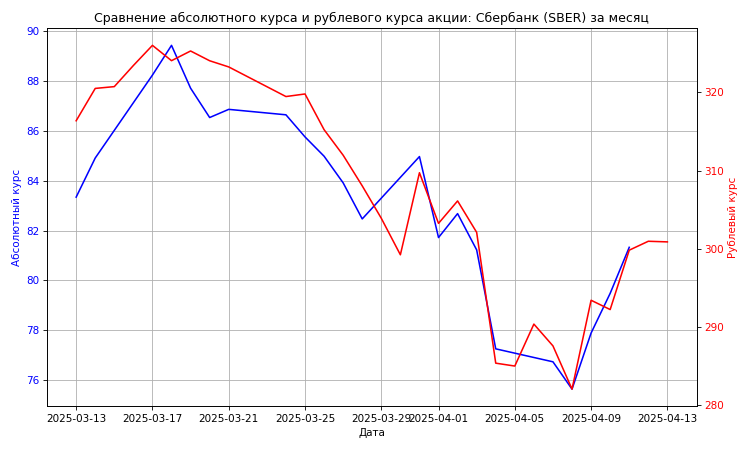 Сравнение абсолютного курса и рублевого курса акции: Сбербанк (SBER) за месяц
90
88
86
84
82
80
78
76
Абсолютный курс
320
310
300
290
280
Рублевый курс
2025-03-13 2025-03-17 2025-03-21 2025-03-25 2025-03-29 2025-04-01 2025-04-05 2025-04-09 2025-04-13
Дата